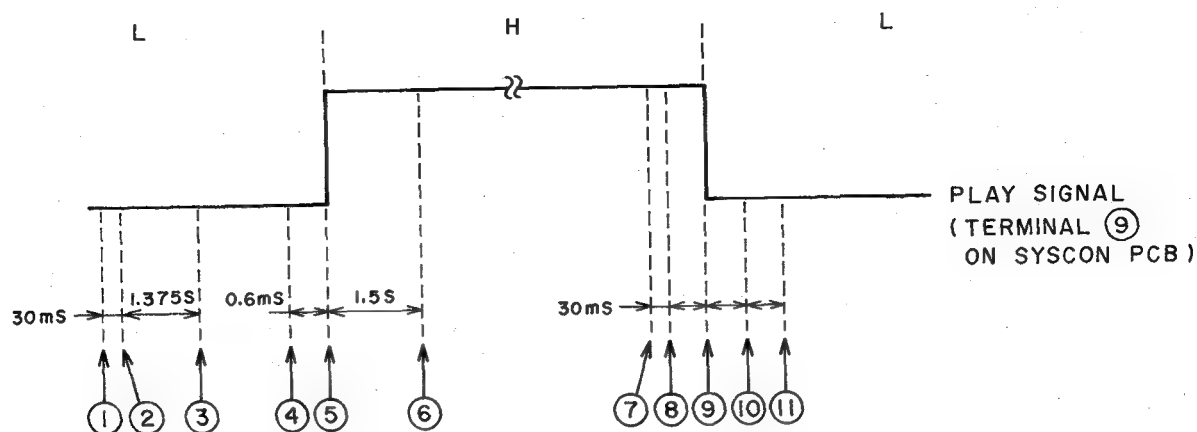 L H L
PLAY SIGNAL
(TERMINAL ⑨
ON SYSCON PCB)
30mS 1.375S 0.6mS 1.5S 30mS
① ② ③ ④ ⑤ ⑥ ⑦ ⑧ ⑨ ⑩ ⑪